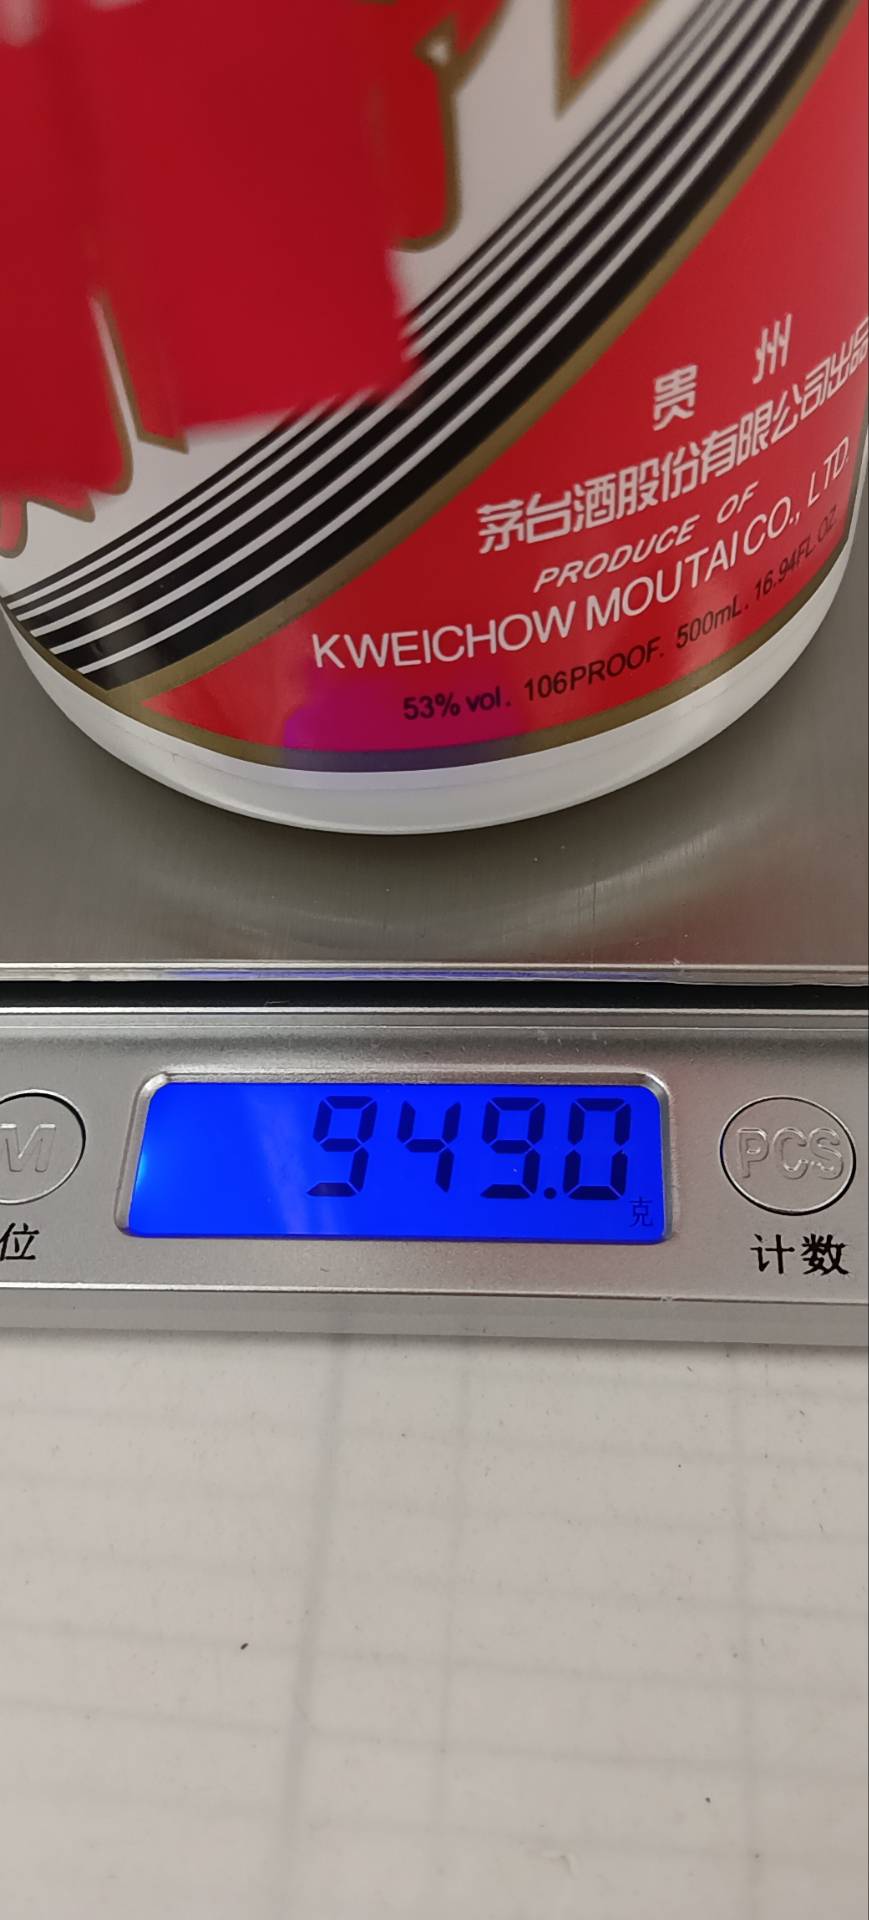 贵 州
茅台酒股份有限公司出品
PRODUCE OF
KWEICHOW MOUTAI CO., LTD.
53% vol. 106PROOF. 500mL. 16.94FL.OZ.
949.0
克
M
位
PCS
计数